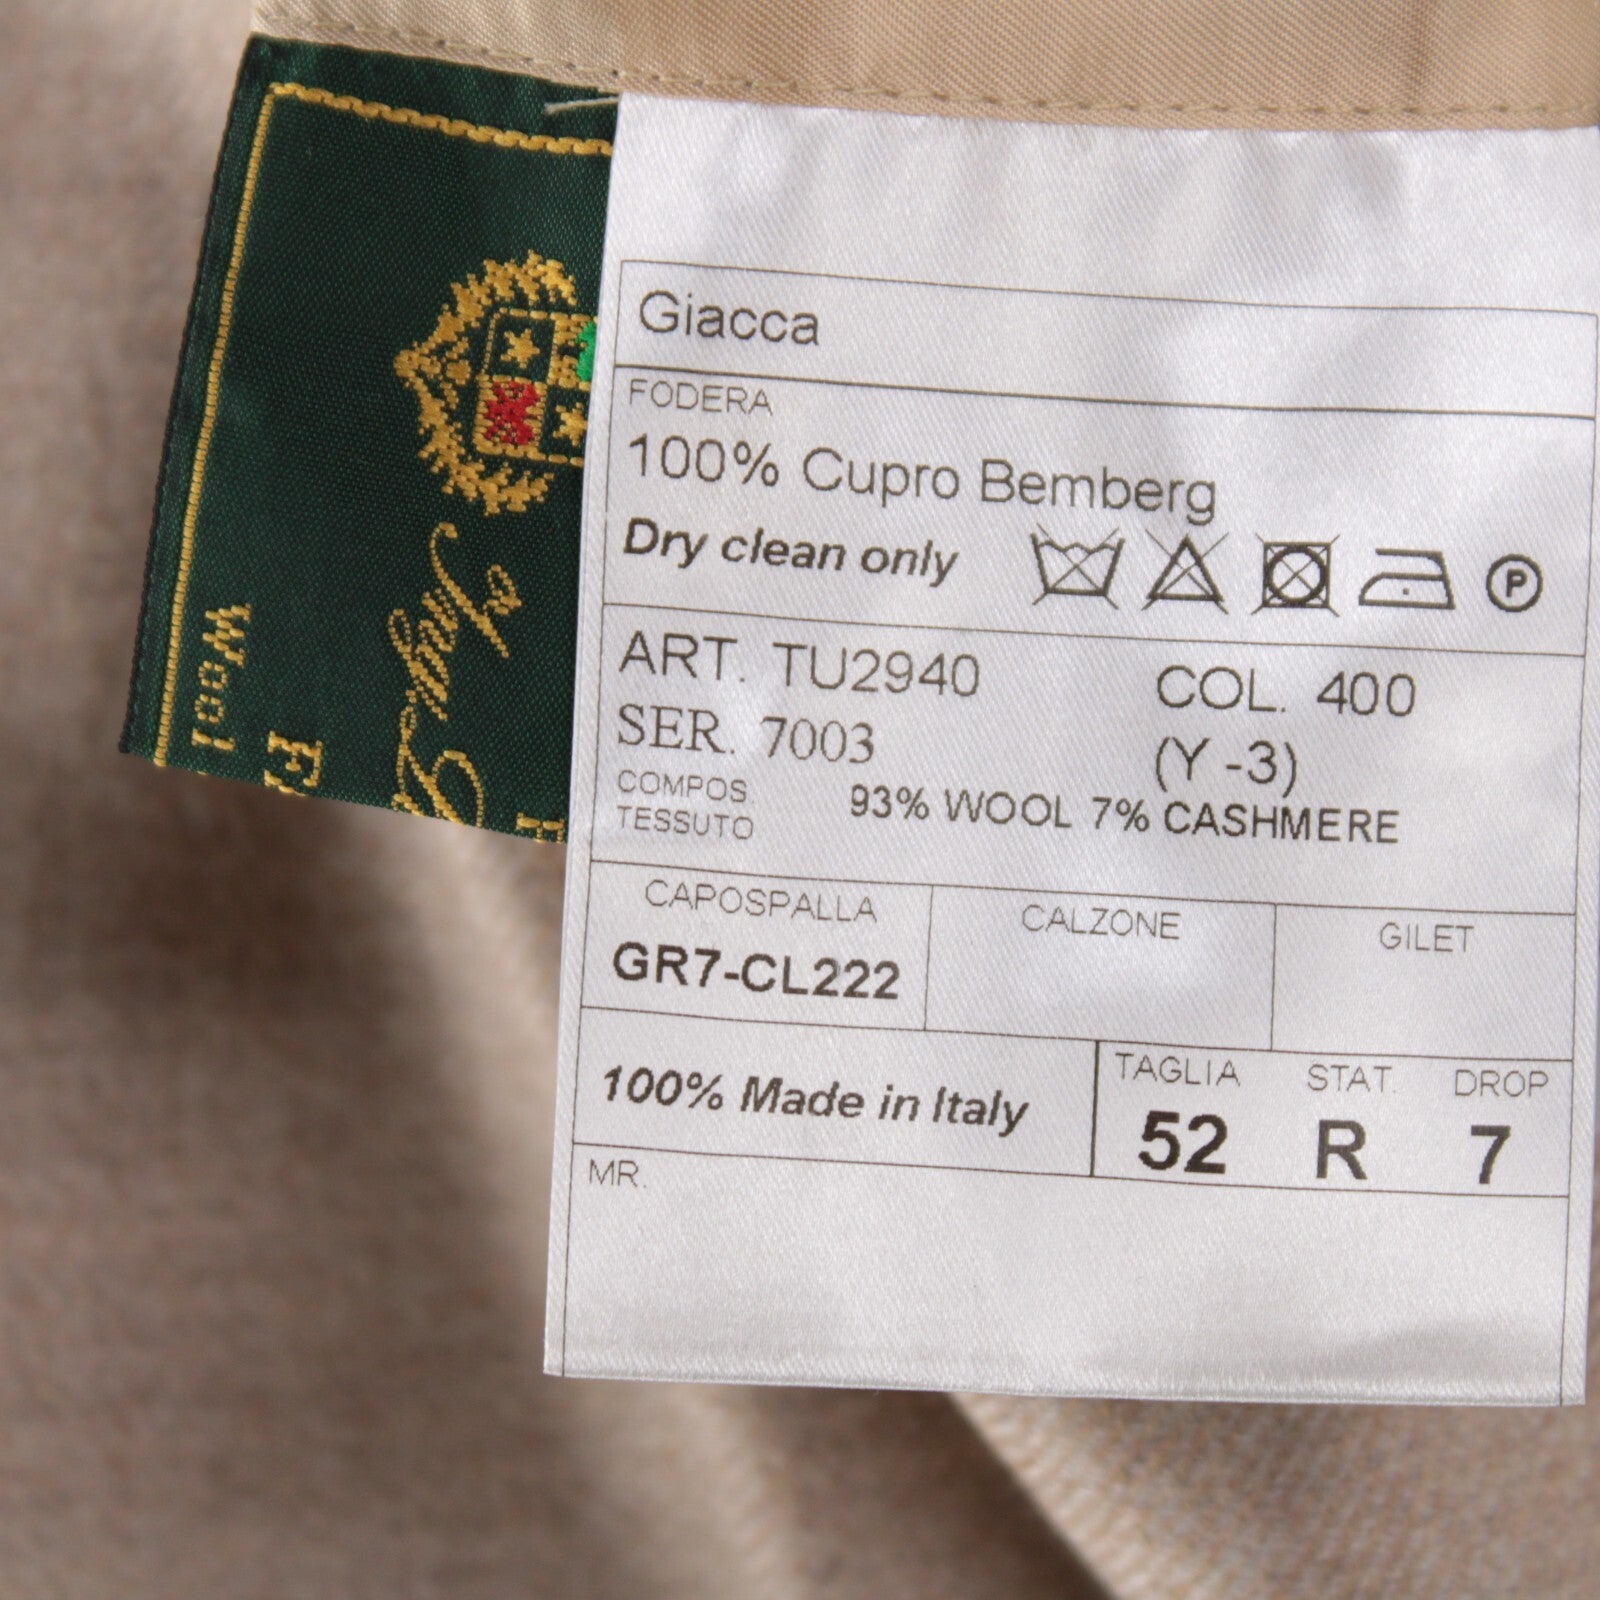 Giacca
FODERA
100% Cupro Bemberg
Dry clean only
P
ART. TU2940 COL. 400
SER. 7003 (Y -3)
COMPOS.
TESSUTO
93% WOOL 7% CASHMERE
CAPOSPALLA CALZONE GILET
GR7-CL222
100% Made in Italy
TAGLIA STAT. DROP
52 R 7
MR.
Wool